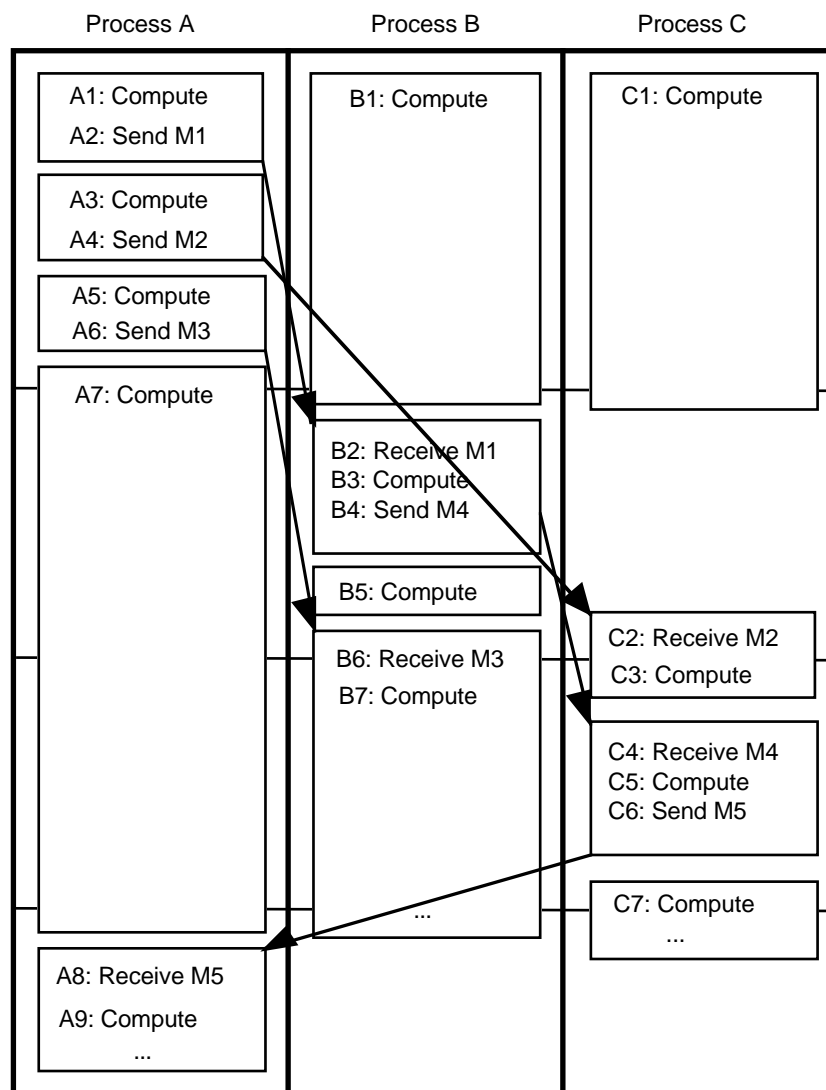 Process A
Process B
Process C
A1: Compute
A2: Send M1
A3: Compute
A4: Send M2
A5: Compute
A6: Send M3
A7: Compute
A8: Receive M5
A9: Compute
...
B1: Compute
B2: Receive M1
B3: Compute
B4: Send M4
B5: Compute
B6: Receive M3
B7: Compute
...
C1: Compute
C2: Receive M2
C3: Compute
C4: Receive M4
C5: Compute
C6: Send M5
C7: Compute
...